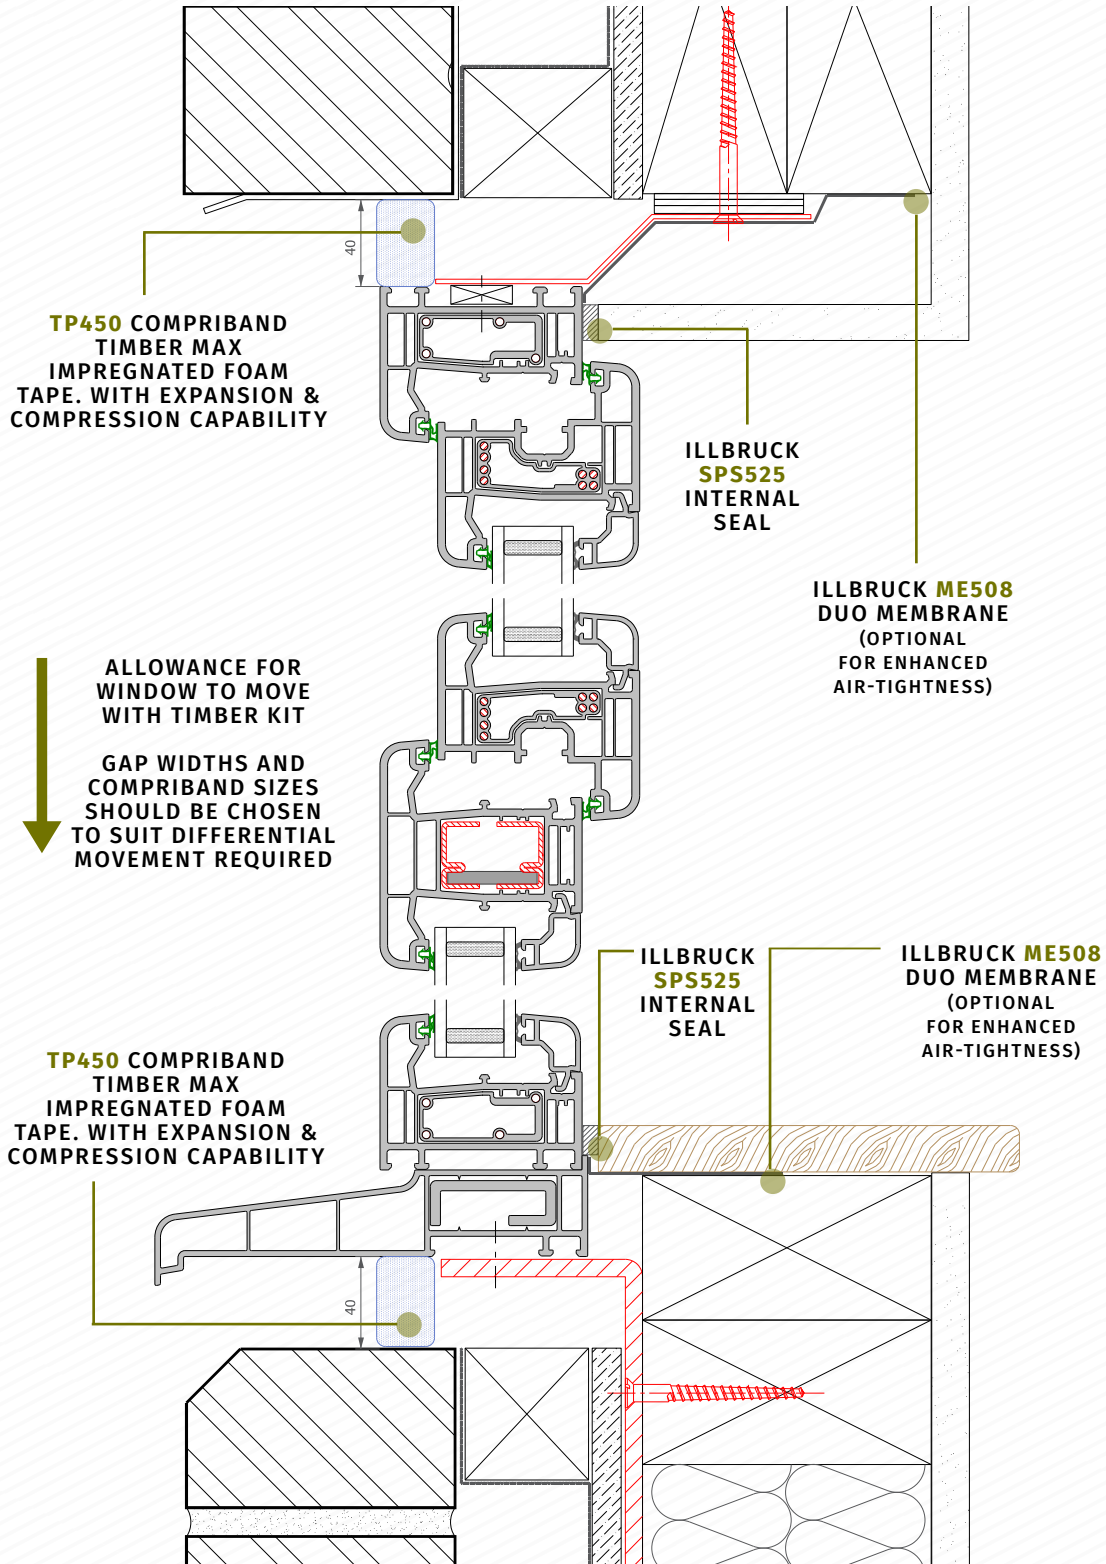 40
TP450 COMPRIBAND
TIMBER MAX
IMPREGNATED FOAM
TAPE. WITH EXPANSION &
COMPRESSION CAPABILITY
ILLBRUCK
SPS525
INTERNAL
SEAL
ILLBRUCK ME508
DUO MEMBRANE
(OPTIONAL
FOR ENHANCED
AIR-TIGHTNESS)
ALLOWANCE FOR
WINDOW TO MOVE
WITH TIMBER KIT
GAP WIDTHS AND
COMPRIBAND SIZES
SHOULD BE CHOSEN
TO SUIT DIFFERENTIAL
MOVEMENT REQUIRED
ILLBRUCK
SPS525
INTERNAL
SEAL
ILLBRUCK ME508
DUO MEMBRANE
(OPTIONAL
FOR ENHANCED
AIR-TIGHTNESS)
TP450 COMPRIBAND
TIMBER MAX
IMPREGNATED FOAM
TAPE. WITH EXPANSION &
COMPRESSION CAPABILITY
40